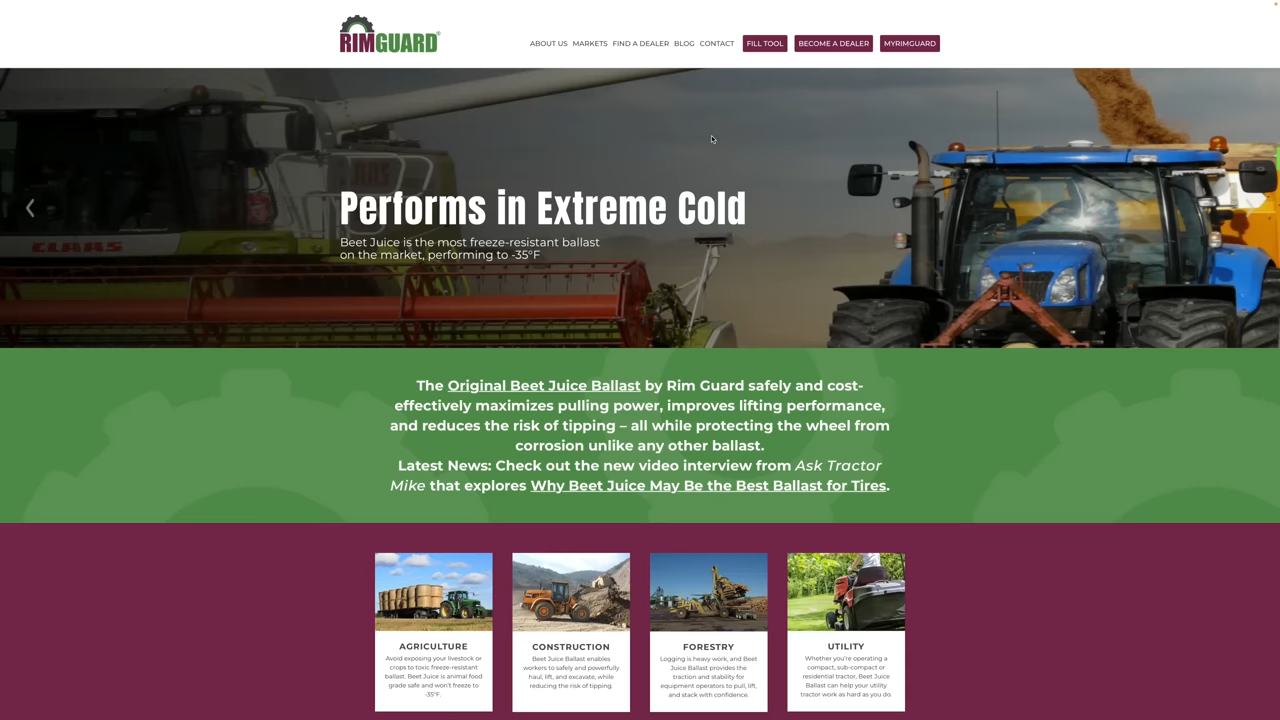 RIMGUARD®
ABOUT US MARKETS FIND A DEALER BLOG CONTACT FILL TOOL BECOME A DEALER MYRIMGUARD
CLAAS
Performs in Extreme Cold
Beet Juice is the most freeze-resistant ballast
on the market, performing to -35°F
The Original Beet Juice Ballast by Rim Guard safely and cost-
effectively maximizes pulling power, improves lifting performance,
and reduces the risk of tipping – all while protecting the wheel from
corrosion unlike any other ballast.
Latest News: Check out the new video interview from Ask Tractor
Mike that explores Why Beet Juice May Be the Best Ballast for Tires.
AGRICULTURE
Avoid exposing your livestock or
crops to toxic freeze-resistant
ballast. Beet Juice is animal food
grade safe and won't freeze to
-35°F.
CONSTRUCTION
Beet Juice Ballast enables
workers to safely and powerfully
haul, lift, and excavate, while
reducing the risk of tipping.
FORESTRY
Logging is heavy work, and Beet
Juice Ballast provides the
traction and stability for
equipment operators to pull, lift,
and stack with confidence.
UTILITY
Whether you're operating a
compact, sub-compact or
residential tractor, Beet Juice
Ballast can help your utility
tractor work as hard as you do.